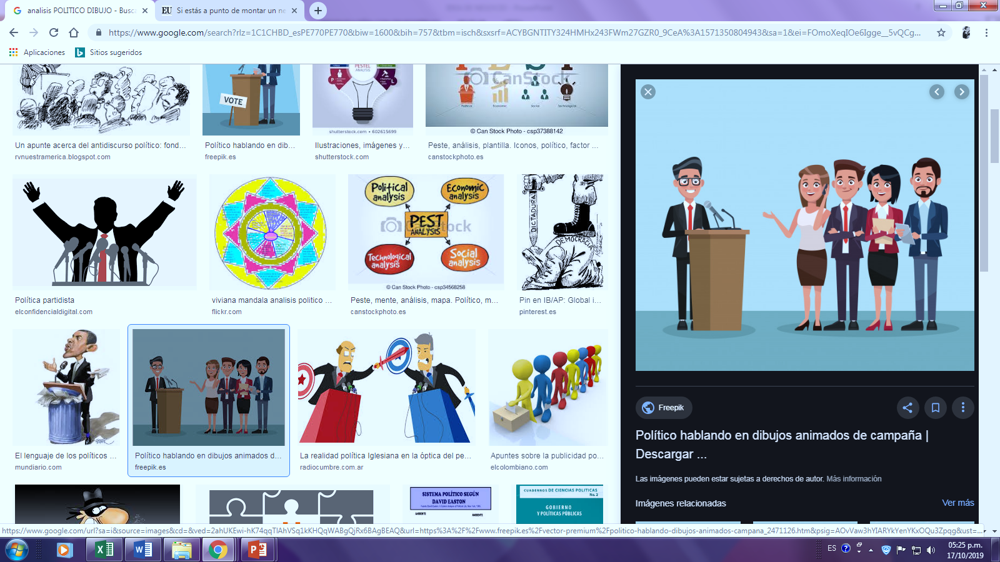 analisis POLITICO DIBUJO - Busca
Si estás a punto de montar un ne
https://www.google.com/search?rlz=1C1CHBD_esPE770PE770&biw=1600&bih=757&tbm=isch&sxsrf=ACYBGNTITY324HMHx243FWm27GZR0_9CeA%3A1571350804943&sa=1&ei=FOmoXeqIOe6Igge__5vQCg...
Aplicaciones
Sitios sugeridos
VOTE
PESTEL
ANALYSIS
P
L
shutterstock.com • 602615699
CanStock
Political
Economic
Social
Technological
© Can Stock Photo - csp37388142
Un apunte acerca del antidiscurso político: fond...
rvnuestramerica.blogspot.com
Político hablando en dib...
freepik.es
Ilustraciones, imágenes y...
shutterstock.com
Peste, análisis, plantilla. Iconos, político, factor ...
canstockphoto.es
Political analysis
Economic analysis
PEST ANALYSIS
CanStock
Technological analysis
Social analysis
© Can Stock Photo - csp34568258
DICTADURA
DEMOCRACIA
Política partidista
elconfidencialdigital.com
viviana mandala analisis politico ...
flickr.com
Peste, mente, análisis, mapa. Político, m...
canstockphoto.es
Pin en IB/AP: Global i...
pinterest.es
El lenguaje de los políticos ...
mundiario.com
Político hablando en dibujos animados d...
freepik.es
La realidad política Iglesiana en la óptica del pe...
radiocumbre.com.ar
Apuntes sobre la publicidad po...
elcolombiano.com
SISTEMA POLÍTICO SEGÚN
DAVID EASTON
AMBIENTE
AMBIENTE
CUADERNOS DE CIENCIAS POLITICAS
No. 2
GOBIERNO
Y POLÍTICAS PÚBLICAS
Freepik
Político hablando en dibujos animados de campaña |
Descargar ...
Las imágenes pueden estar sujetas a derechos de autor. Más información
Imágenes relacionadas
Ver más
https://www.google.com/url?sa=i&source=images&cd=&ved=2ahUKEwi-hK74qqTlAhVSq1kKHQqWABgQjRx6BAgBEAQ&url=https%3A%2F%2Fwww.freepik.es%2Fvector-premium%2Fpolitico-hablando-dibujos-animados-campana_2471126.htm&psig=AOvVaw3hYIARYkYenYKxOQu3Zpqg&ust=...
ES
05:25 p.m.
17/10/2019